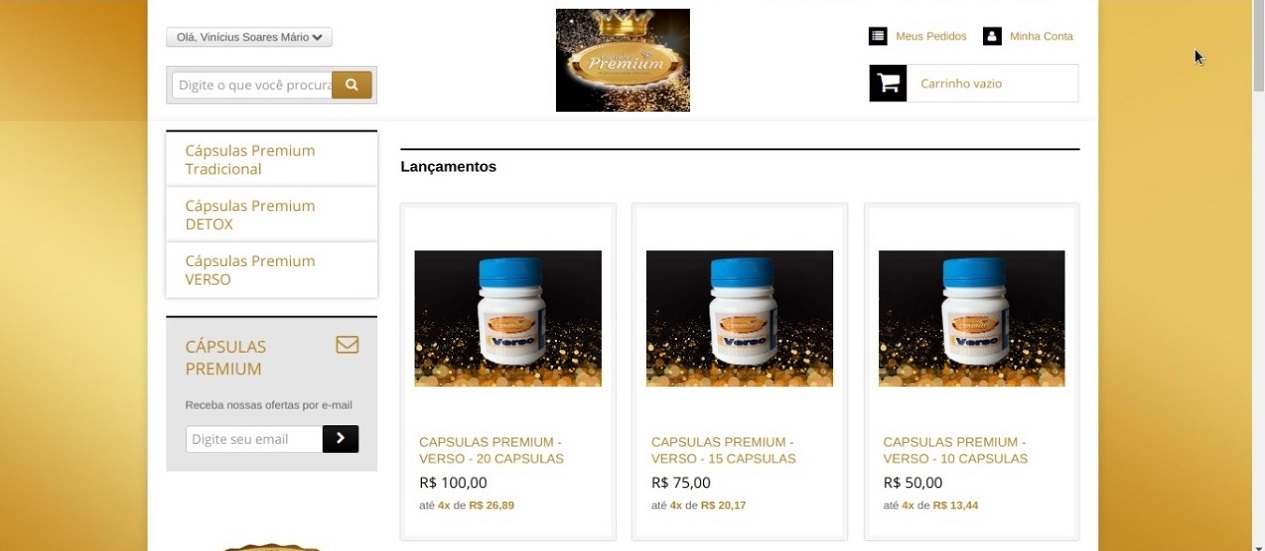 Olá, Vinícius Soares Mário
Premium
Meus Pedidos
Minha Conta
Digite o que você procura
Carrinho vazio
Cápsulas Premium
Tradicional
Cápsulas Premium
DETOX
Cápsulas Premium
VERSO
CÁPSULAS
PREMIUM
Receba nossas ofertas por e-mail
Digite seu email
Lançamentos
Premium
Verso
CAPSULAS PREMIUM -
VERSO - 20 CAPSULAS
R$ 100,00
até 4x de R$ 26,89
Premium
Verso
CAPSULAS PREMIUM -
VERSO - 15 CAPSULAS
R$ 75,00
até 4x de R$ 20,17
Premium
Verso
CAPSULAS PREMIUM -
VERSO - 10 CAPSULAS
R$ 50,00
até 4x de R$ 13,44